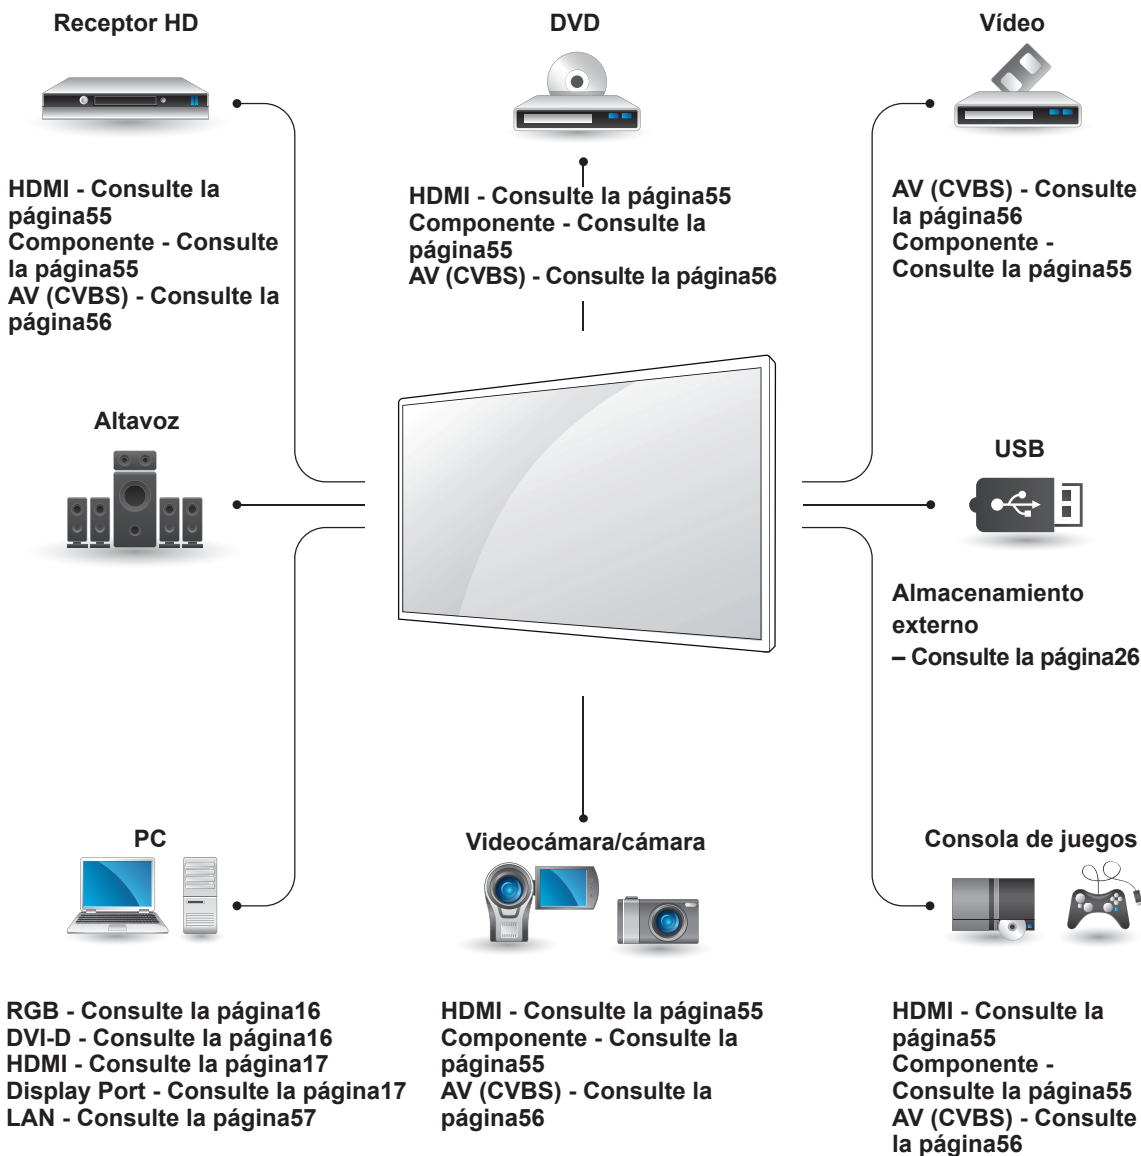 Receptor HD
HDMI - Consulte la
página55
Componente - Consulte
la página55
AV (CVBS) - Consulte la
página56
DVD
HDMI - Consulte la página55
Componente - Consulte la
página55
AV (CVBS) - Consulte la página56
Vídeo
AV (CVBS) - Consulte
la página56
Componente -
Consulte la página55
Altavoz
USB
Almacenamiento
externo
– Consulte la página26
PC
RGB - Consulte la página16
DVI-D - Consulte la página16
HDMI - Consulte la página17
Display Port - Consulte la página17
LAN - Consulte la página57
Videocámara/cámara
HDMI - Consulte la página55
Componente - Consulte la
página55
AV (CVBS) - Consulte la
página56
Consola de juegos
HDMI - Consulte la
página55
Componente -
Consulte la página55
AV (CVBS) - Consulte
la página56